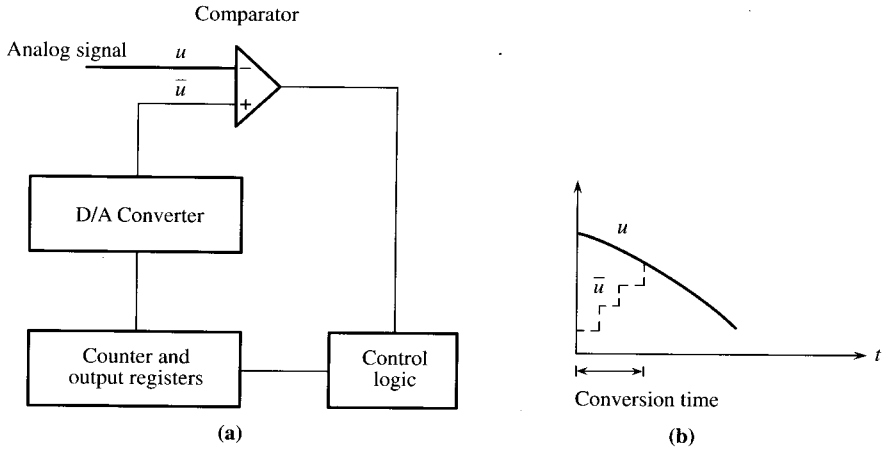 Comparator
Analog signal
u
u̅
−
+
D/A Converter
Counter and
output registers
Control
logic
(a)
u
u̅
t
Conversion time
(b)